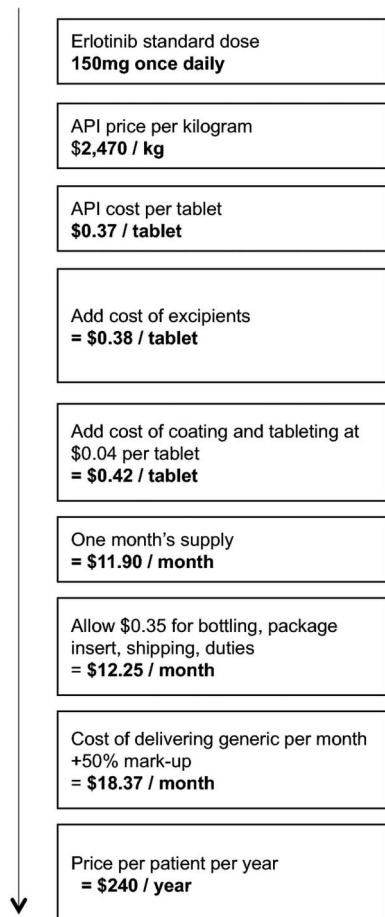 Erlotinib standard dose
150mg once daily
API price per kilogram
$2,470 / kg
API cost per tablet
$0.37 / tablet
Add cost of excipients
= $0.38 / tablet
Add cost of coating and tableting at
$0.04 per tablet
= $0.42 / tablet
One month’s supply
= $11.90 / month
Allow $0.35 for bottling, package
insert, shipping, duties
= $12.25 / month
Cost of delivering generic per month
+50% mark-up
= $18.37 / month
Price per patient per year
= $240 / year